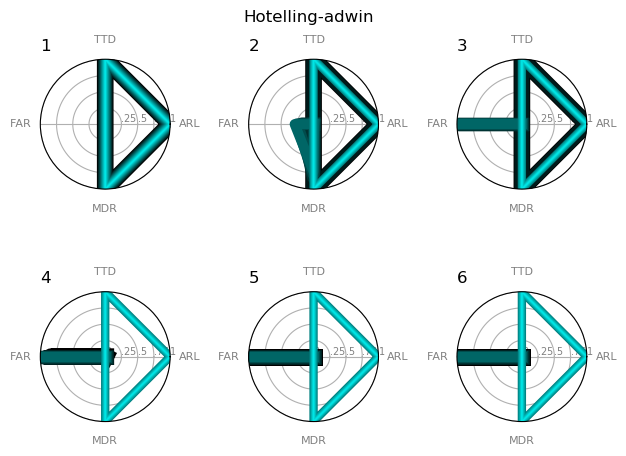 Hotelling-adwin
1 TTD 2 TTD 3 TTD
FAR .25 .5 1 ARL FAR .25 .5 1 ARL FAR .25 .5 1 ARL
MDR MDR MDR
4 TTD 5 TTD 6 TTD
FAR .25 .5 1 ARL FAR .25 .5 1 ARL FAR .25 .5 1 ARL
MDR MDR MDR